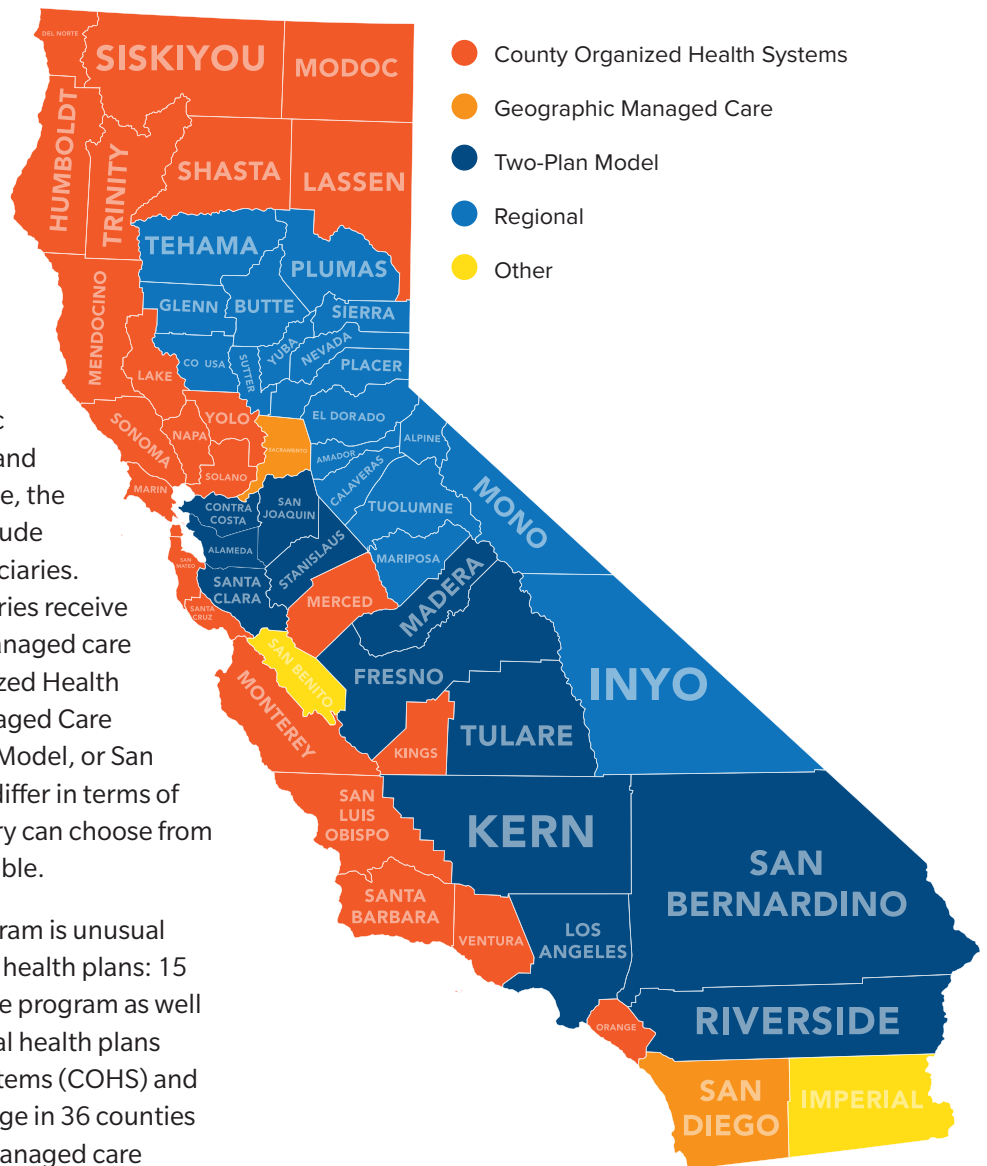 County Organized Health Systems
Geographic Managed Care
Two-Plan Model
Regional
Other
DEL NORTE
SISKIYOU
MODOC
HUMBOLDT
TRINITY
SHASTA
LASSEN
TEHAMA
PLUMAS
MENDOCINO
GLENN
BUTTE
SIERRA
LAKE
CO USA
SUTTER
YUBA
NEVADA
PLACER
SONOMA
NAPA
YOLO
SACRAMENTO
EL DORADO
ALPINE
MARIN
SOLANO
AMADOR
CALAVERAS
MONO
CONTRA
COSTA
SAN
JOAQUIN
TUOLUMNE
ALAMEDA
STANISLAUS
MARIPOSA
SAN
MATEO
SANTA
CLARA
MERCED
MADERA
SANTA
CRUZ
SAN BENITO
FRESNO
INYO
MONTEREY
KINGS
TULARE
SAN
LUIS
OBISPO
KERN
SAN
BERNARDINO
SANTA
BARBARA
VENTURA
LOS
ANGELES
ORANGE
RIVERSIDE
SAN
DIEGO
IMPERIAL
c
and
e, the
ude
ciaries.
ries receive
anaged care
zed Health
aged Care
Model, or San
differ in terms of
ry can choose from
ble.
ram is unusual
health plans: 15
e program as well
al health plans
tems (COHS) and
ge in 36 counties
anaged care